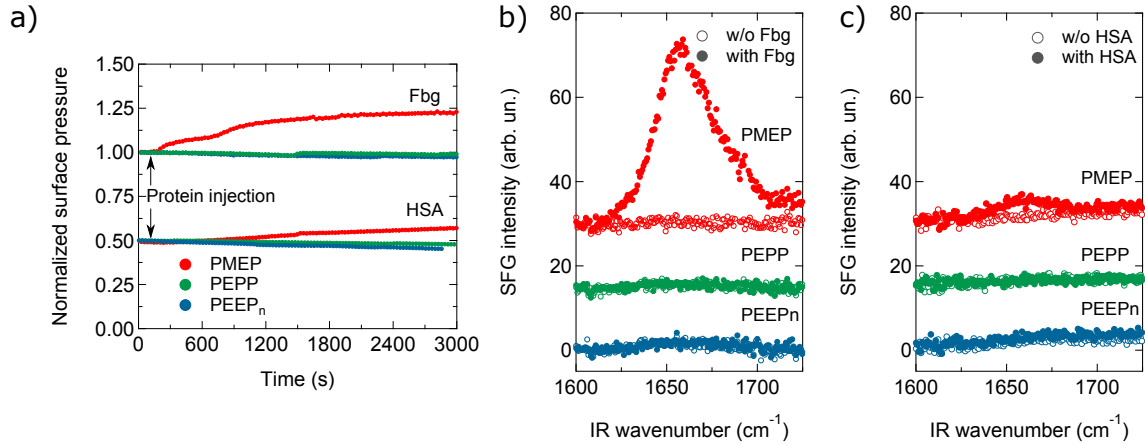 a)
Normalized surface pressure
1.50
1.25
1.00
0.75
0.50
0.25
0.00
Fbg
Protein injection
HSA
PMEP
PEPP
PEEPn
0 600 1200 1800 2400 3000
Time (s)
b)
SFG intensity (arb. un.)
80
60
40
20
0
w/o Fbg
with Fbg
PMEP
PEPP
PEEPn
1600 1650 1700
IR wavenumber (cm-1)
c)
SFG intensity (arb. un.)
80
60
40
20
0
w/o HSA
with HSA
PMEP
PEPP
PEEPn
1600 1650 1700
IR wavenumber (cm-1)